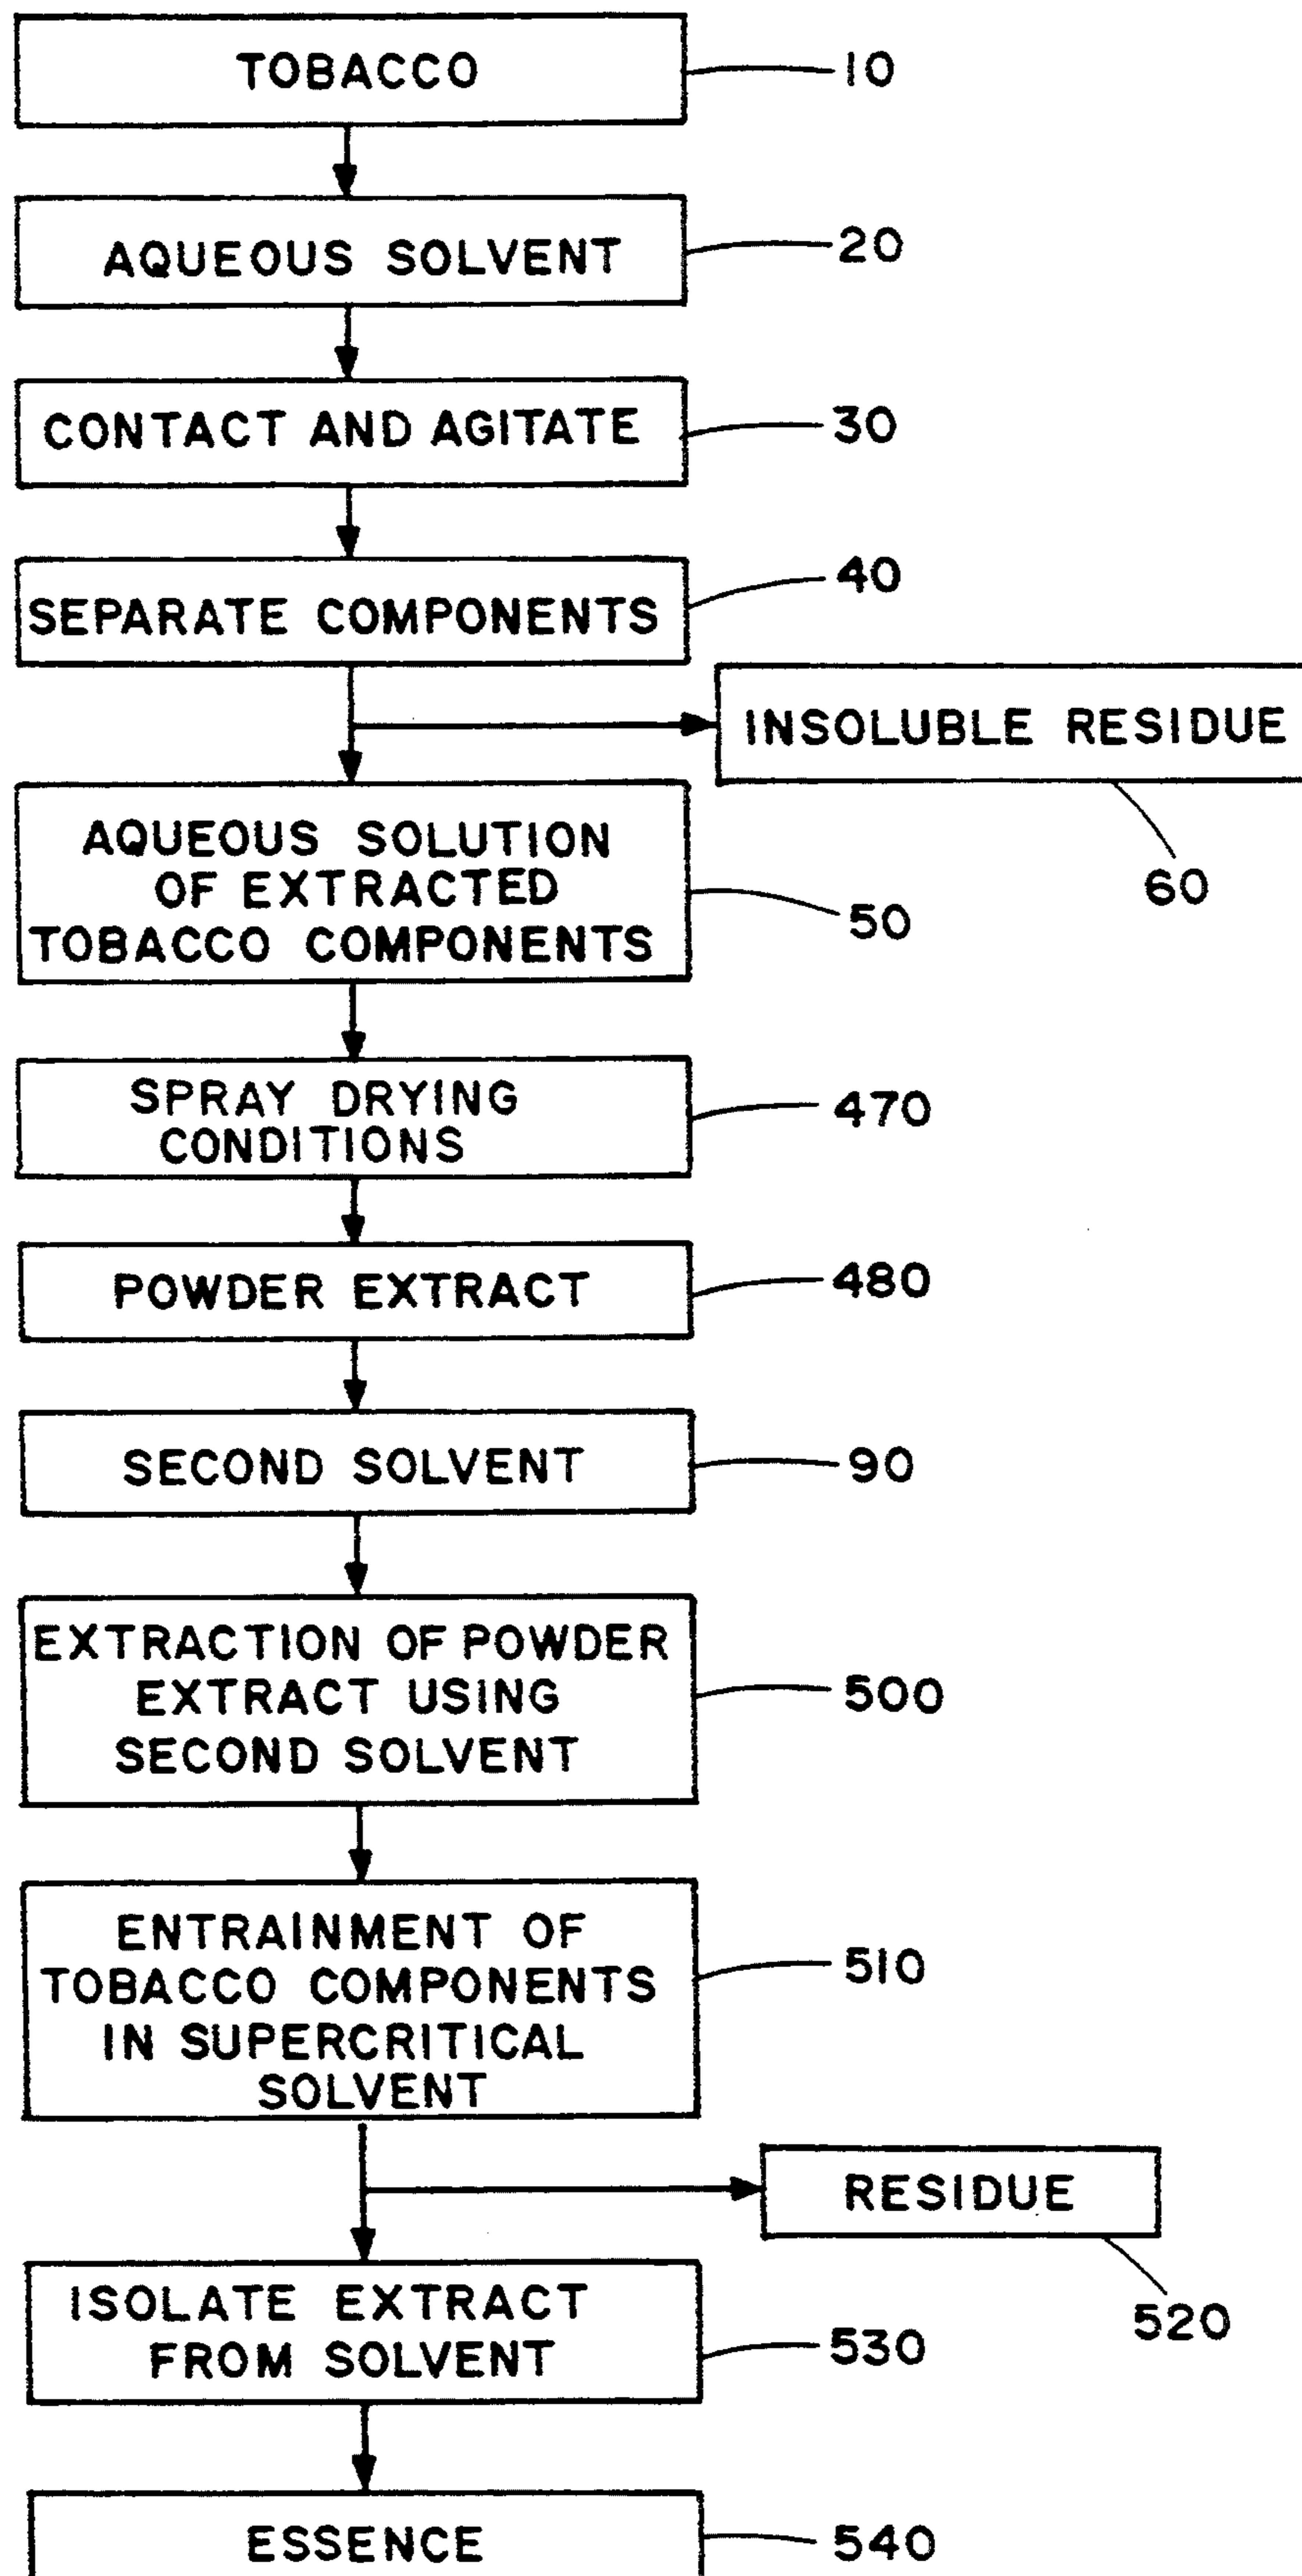 TOBACCO
10
AQUEOUS SOLVENT
20
CONTACT AND AGITATE
30
SEPARATE COMPONENTS
40
INSOLUBLE RESIDUE
60
AQUEOUS SOLUTION
OF EXTRACTED
TOBACCO COMPONENTS
50
SPRAY DRYING
CONDITIONS
470
POWDER EXTRACT
480
SECOND SOLVENT
90
EXTRACTION OF POWDER
EXTRACT USING
SECOND SOLVENT
500
ENTRAINMENT OF
TOBACCO COMPONENTS
IN SUPERCRITICAL
SOLVENT
510
RESIDUE
520
ISOLATE EXTRACT
FROM SOLVENT
530
ESSENCE
540